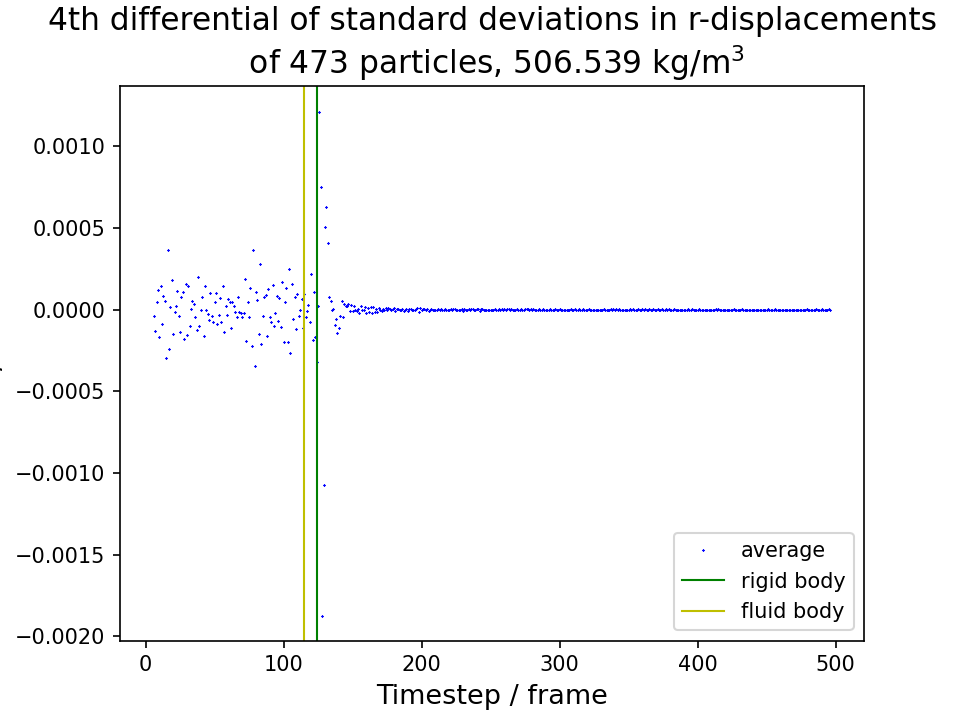 4th differential of standard deviations in r-displacements
of 473 particles, 506.539 kg/m³
0.0010
0.0005
0.0000
−0.0005
−0.0010
−0.0015
−0.0020
0 100 200 300 400 500
Timestep / frame
average
rigid body
fluid body